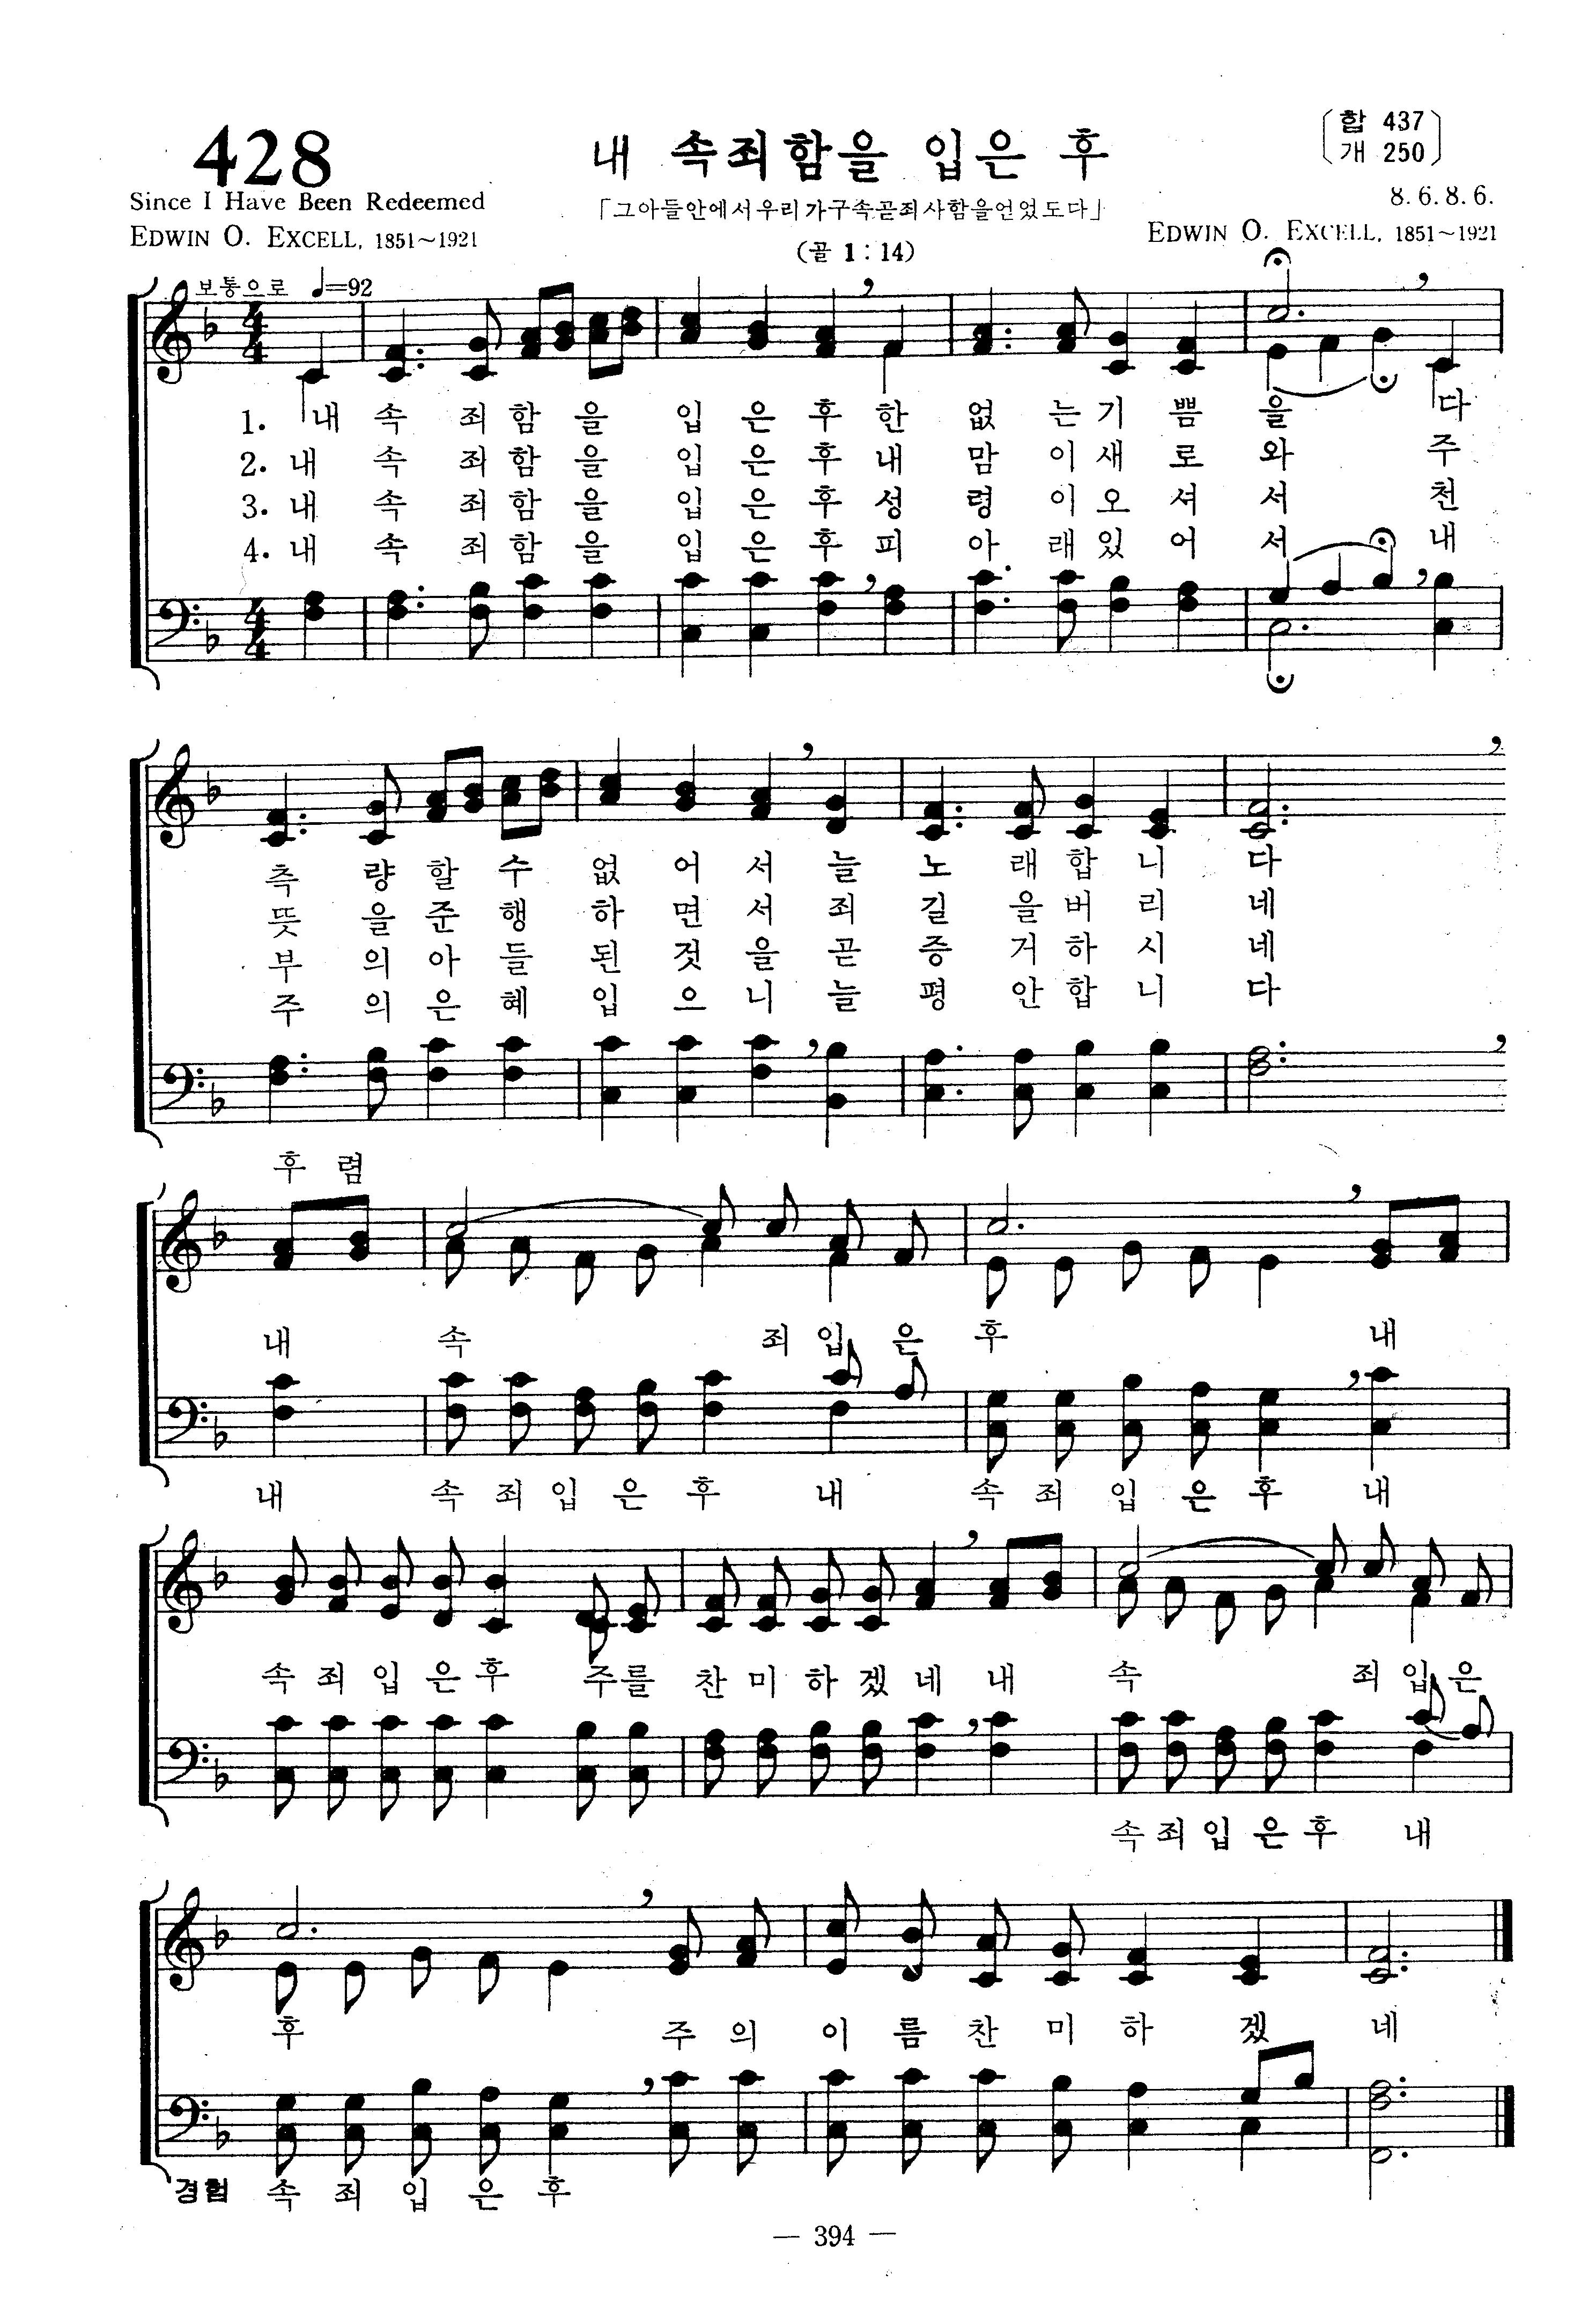 428
내 속죄함을 입은 후
〔합 437
개 250〕
Since I Have Been Redeemed
「그아들안에서우리가구속곧죄사함을얻었도다」
8. 6. 8. 6.
EDWIN O. EXCELL, 1851~1921
(골 1 : 14)
EDWIN O. EXCELL, 1851~1921
보통으로 ♩=92
1. 내 속 죄 함 을 입 은 후 한 없 는 기 쁨 을 다
2. 내 속 죄 함 을 입 은 후 내 맘 이 새 로 와 주
3. 내 속 죄 함 을 입 은 후 성 령 이 오 셔 서 천
4. 내 속 죄 함 을 입 은 후 피 아 래 있 어 서 내
측 량 할 수 없 어 서 늘 노 래 합 니 다
뜻 을 준 행 하 면 서 죄 길 을 버 리 네
부 의 아 들 된 것 을 곧 증 거 하 시 네
주 의 은 혜 입 으 니 늘 평 안 합 니 다
후 렴
내 속 죄 입 은 후 내
내 속 죄 입 은 후 내 속 죄 입 은 후 내
속 죄 입 은 후 주 를 찬 미 하 겠 네 내 속 죄 입 은
속 죄 입 은 후 내
후 주 의 이 름 찬 미 하 겠 네
경험 속 죄 입 은 후
— 394 —